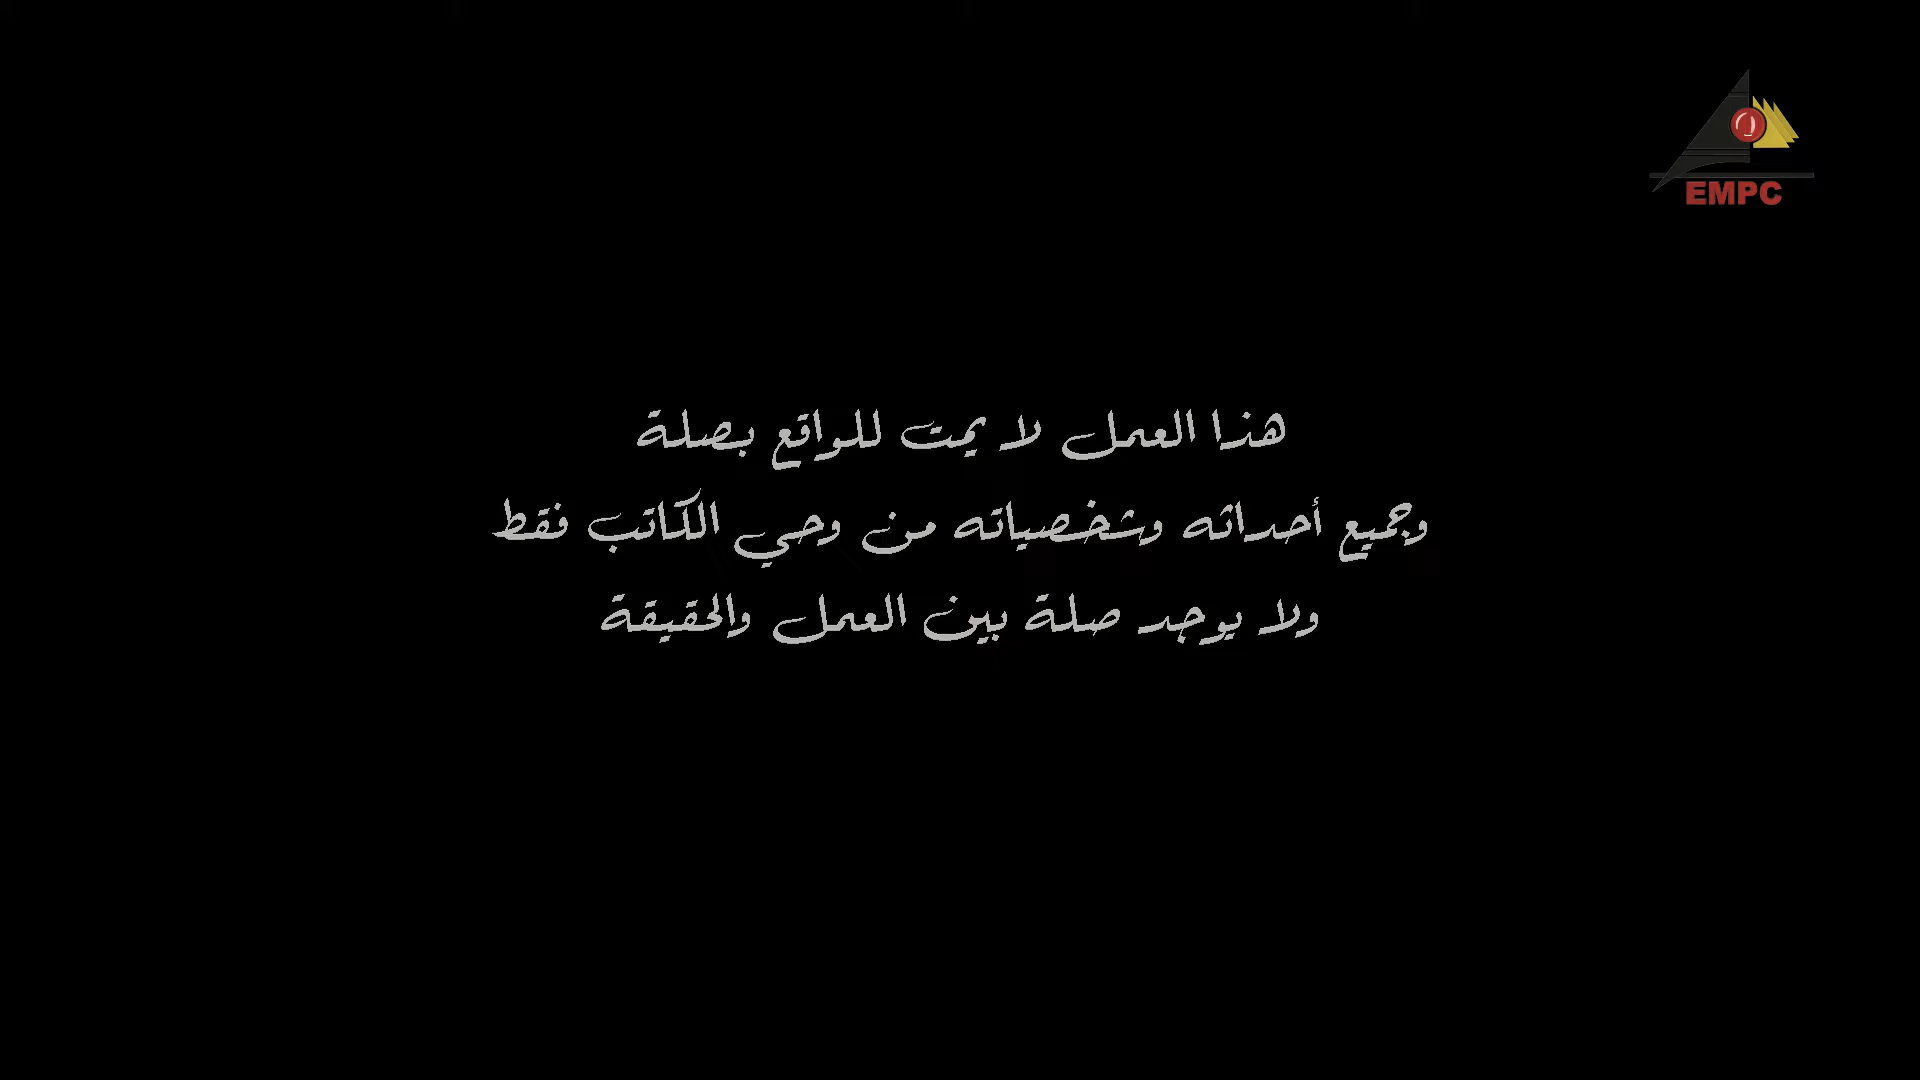 EMPC
هذا العمل لا يمت للواقع بصلة
وجميع أحداثه وشخصياته من وحي الكاتب فقط
ولا يوجد صلة بين العمل والحقيقة